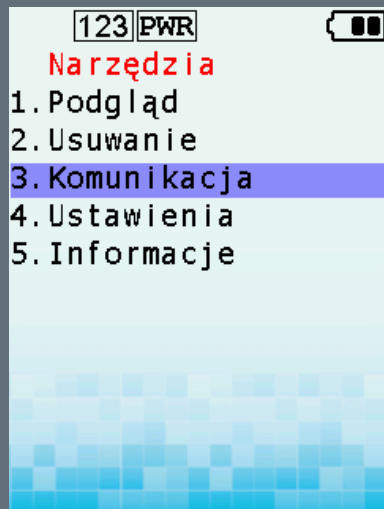 123 PWR
Narzędzia
1.Podgląd
2.Usuwanie
3.Komunikacja
4.Ustawienia
5.Informacje